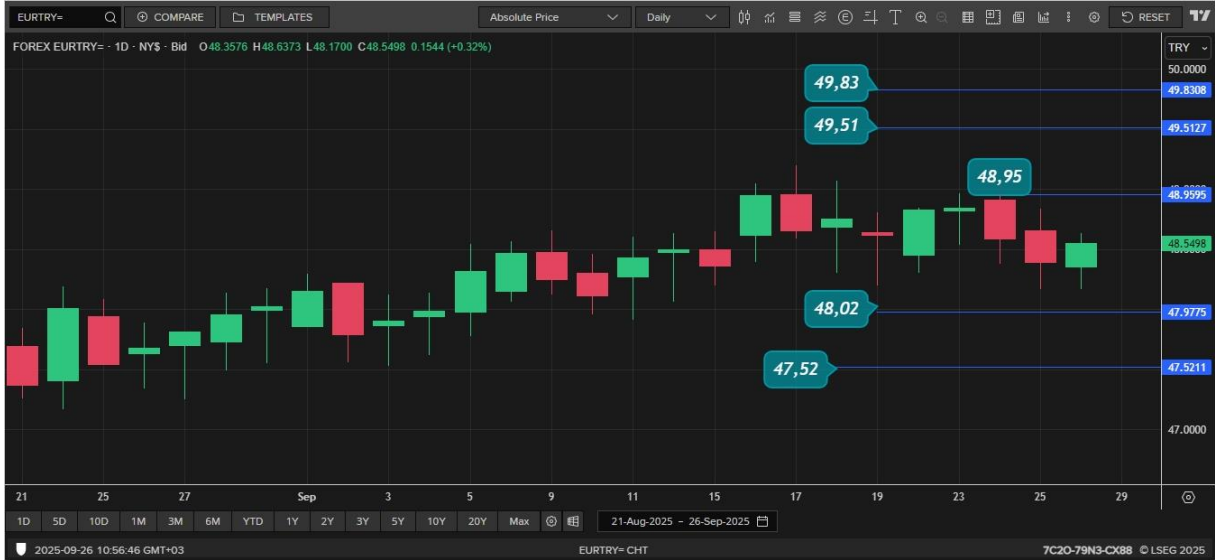 EURTRY= COMPARE TEMPLATES Absolute Price Daily RESET
FOREX EURTRY= · 1D · NY$ · Bid O48.3576 H48.6373 L48.1700 C48.5498 0.1544 (+0.32%)
TRY
50.0000
49,83
49.8308
49,51
49.5127
48,95
48.9595
48.5498
48,02
47.9775
47,52
47.5211
47.0000
21 25 27 Sep 3 5 9 11 15 17 19 23 25 29
1D 5D 10D 1M 3M 6M YTD 1Y 2Y 3Y 5Y 10Y 20Y Max 21-Aug-2025 - 26-Sep-2025
2025-09-26 10:56:46 GMT+03 EURTRY= CHT 7C2O-79N3-CX88 © LSEG 2025